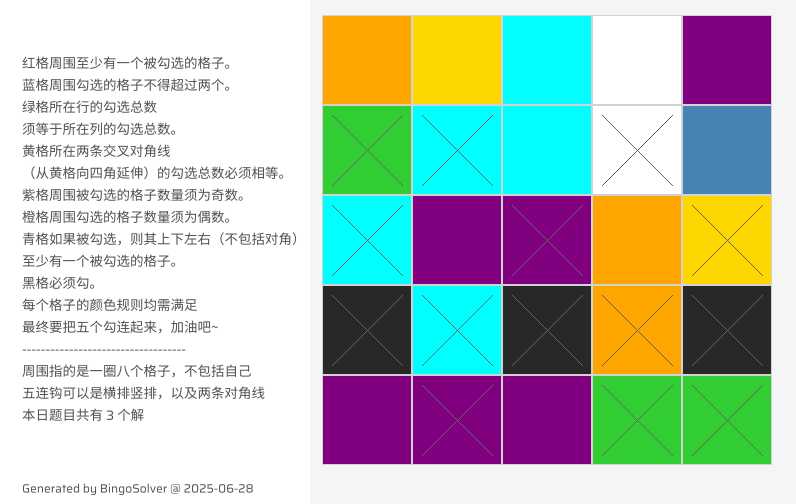 红格周围至少有一个被勾选的格子。
蓝格周围勾选的格子不得超过两个。
绿格所在行的勾选总数
须等于所在列的勾选总数。
黄格所在两条交叉对角线
（从黄格向四角延伸）的勾选总数必须相等。
紫格周围被勾选的格子数量须为奇数。
橙格周围勾选的格子数量须为偶数。
青格如果被勾选，则其上下左右（不包括对角）
至少有一个被勾选的格子。
黑格必须勾。
每个格子的颜色规则均需满足
最终要把五个勾连起来，加油吧~
-----------------------------------
周围指的是一圈八个格子，不包括自己
五连钩可以是横排竖排，以及两条对角线
本日题目共有 3 个解
Generated by BingoSolver @ 2025-06-28